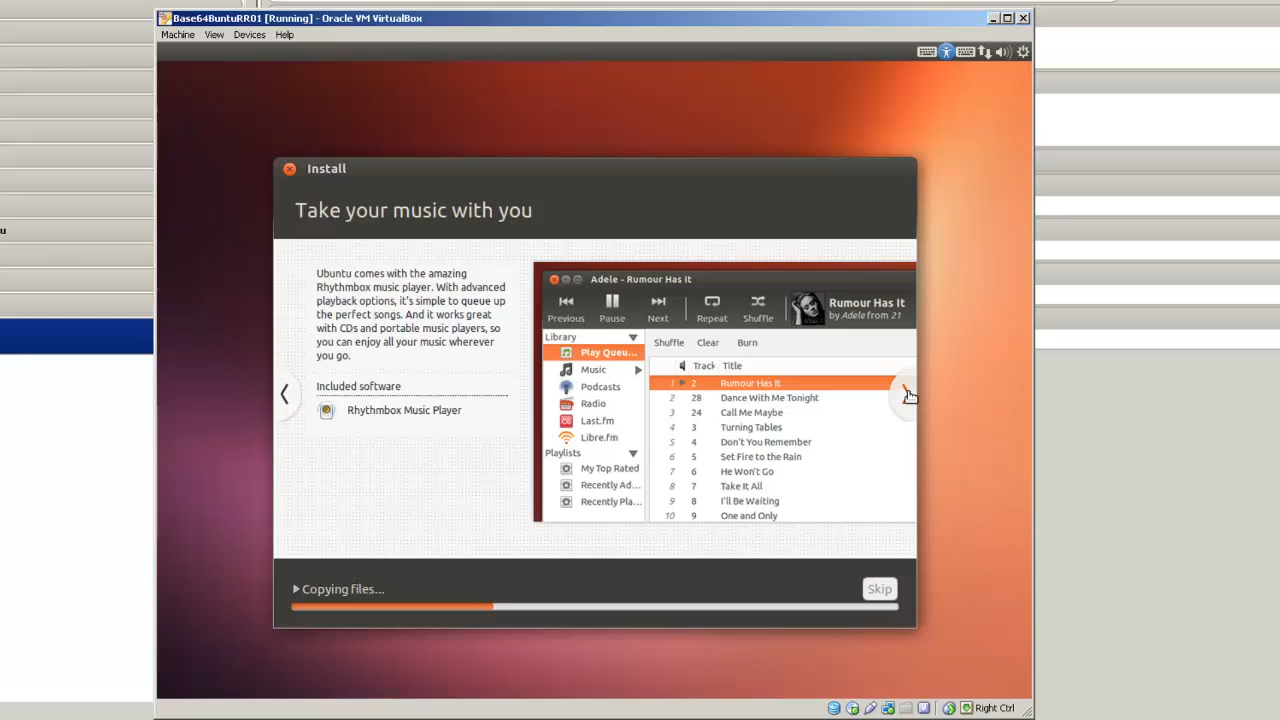 Base64BuntuRR01 [Running] - Oracle VM VirtualBox
Machine View Devices Help
Install
Take your music with you
Ubuntu comes with the amazing
Rhythmbox music player. With advanced
playback options, it's simple to queue up
the perfect songs. And it works great
with CDs and portable music players, so
you can enjoy all your music wherever
you go.
Included software
Rhythmbox Music Player
Adele - Rumour Has It
Previous Pause Next Repeat Shuffle
Rumour Has It
by Adele from 21
Library
Play Queu...
Music
Podcasts
Radio
Last.fm
Libre.fm
Playlists
My Top Rated
Recently Ad...
Recently Pla...
Shuffle Clear Burn
Track Title
1 2 Rumour Has It
2 28 Dance With Me Tonight
3 24 Call Me Maybe
4 3 Turning Tables
5 4 Don't You Remember
6 5 Set Fire to the Rain
7 6 He Won't Go
8 7 Take It All
9 8 I'll Be Waiting
10 9 One and Only
Copying files...
Skip
Right Ctrl
u